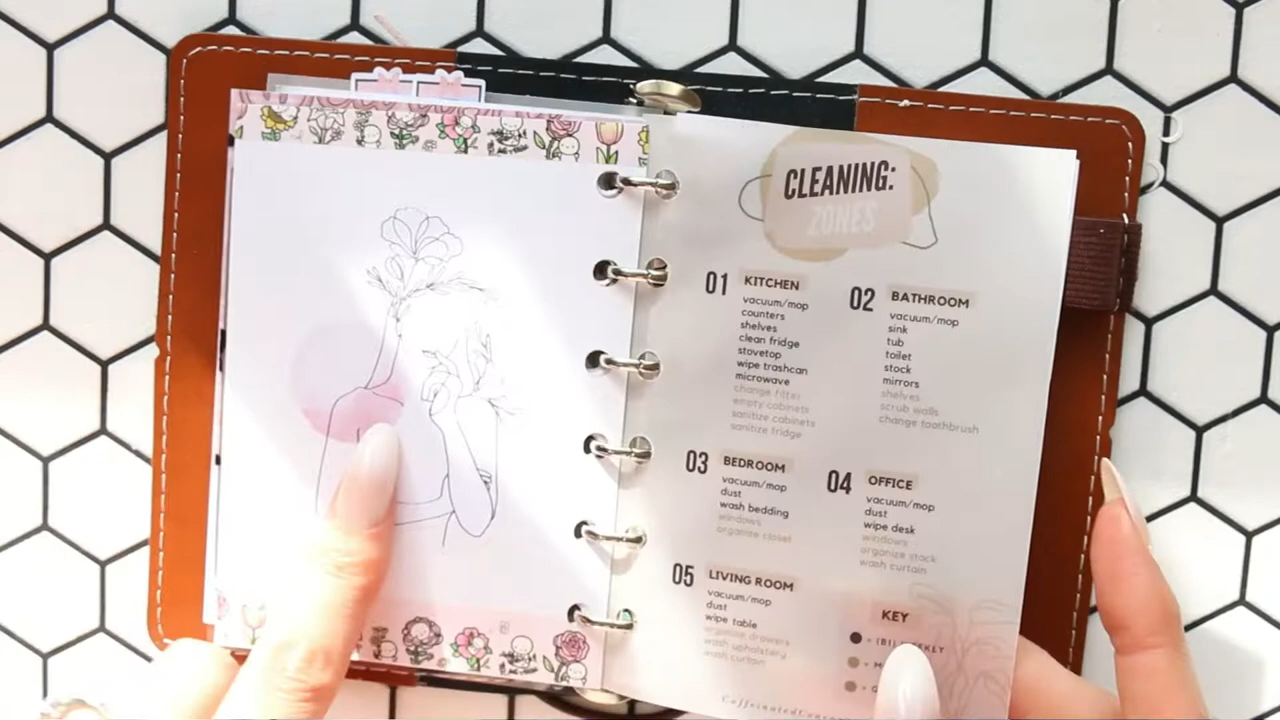 CLEANING:
ZONES
01 KITCHEN
vacuum/mop
counters
shelves
clean fridge
stovetop
wipe trashcan
microwave
change filter
empty cabinets
sanitize cabinets
sanitize fridge
02 BATHROOM
vacuum/mop
sink
tub
toilet
stock
mirrors
shelves
scrub walls
change toothbrush
03 BEDROOM
vacuum/mop
dust
wash bedding
windows
organize closet
04 OFFICE
vacuum/mop
dust
wipe desk
windows
organize stock
wash curtain
05 LIVING ROOM
vacuum/mop
dust
wipe table
organize drawers
wash upholstery
wash curtain
KEY